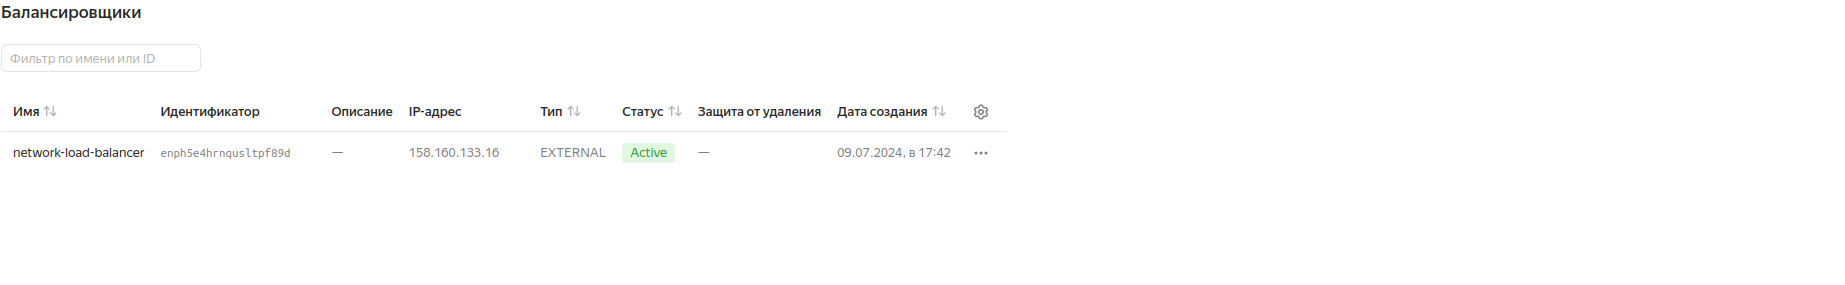 Балансировщики
Фильтр по имени или ID
Имя Идентификатор Описание IP-адрес Тип Статус Защита от удаления Дата создания
network-load-balancer enph5e4hrnqusltpf89d — 158.160.133.16 EXTERNAL Active — 09.07.2024, в 17:42